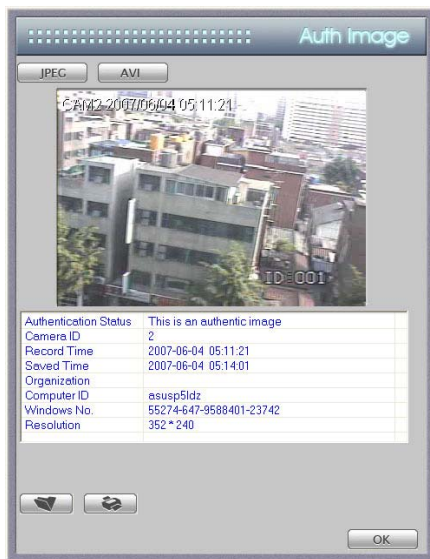 Auth Image
JPEG AVI
CAM2 2007/06/04 05:11:21
ID:001
Authentication Status This is an authentic image
Camera ID 2
Record Time 2007-06-04 05:11:21
Saved Time 2007-06-04 05:14:01
Organization
Computer ID asusp5ldz
Windows No. 55274-647-9588401-23742
Resolution 352 * 240
OK